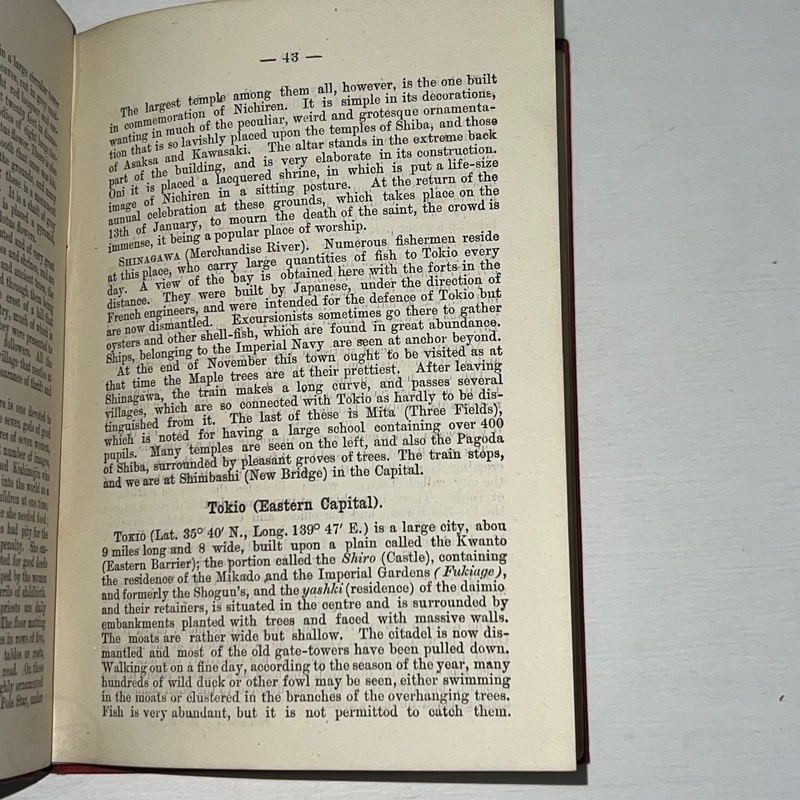 — 43 —
The largest temple among them all, however, is the one built
in commemoration of Nichiren. It is simple in its decorations,
wanting in much of the peculiar, weird and grotesque ornamenta-
tion that is so lavishly placed upon the temples of Shiba, and those
of Asaksa and Kawasaki. The altar stands in the extreme back
part of the building, and is very elaborate in its construction.
Oni it is placed a lacquered shrine, in which is put a life-size
image of Nichiren in a sitting posture. At the return of the
annual celebration at these grounds, which takes place on the
13th of January, to mourn the death of the saint, the crowd is
immense, it being a popular place of worship.
SHINAGAWA (Merchandise River). Numerous fishermen reside
at this place, who carry large quantities of fish to Tokio every
day. A view of the bay is obtained here with the forts in the
distance. They were built by Japanese, under the direction of
French engineers, and were intended for the defence of Tokio but
are now dismantled. Excursionists sometimes go there to gather
oysters and other shell-fish, which are found in great abundance.
Ships, belonging to the Imperial Navy are seen at anchor beyond.
At the end of November this town ought to be visited as at
that time the Maple trees are at their prettiest. After leaving
Shinagawa, the train makes a long curve, and passes several
villages, which are so connected with Tokio as hardly to be dis-
tinguished from it. The last of these is Mita (Three Fields),
which is noted for having a large school containing over 400
pupils. Many temples are seen on the left, and also the Pagoda
of Shiba, surrounded by pleasant groves of trees. The train stops,
and we are at Shimbashi (New Bridge) in the Capital.
Tokio (Eastern Capital).
TOKIO (Lat. 35° 40′ N., Long. 139° 47′ E.) is a large city, abou
9 miles long and 8 wide, built upon a plain called the Kwanto
(Eastern Barrier); the portion called the Shiro (Castle), containing
the residence of the Mikado and the Imperial Gardens (Fukiage),
and formerly the Shogun's, and the yashki (residence) of the daimio
and their retainers, is situated in the centre and is surrounded by
embankments planted with trees and faced with massive walls.
The moats are rather wide but shallow. The citadel is now dis-
mantled and most of the old gate-towers have been pulled down.
Walking out on a fine day, according to the season of the year, many
hundreds of wild duck or other fowl may be seen, either swimming
in the moats or clustered in the branches of the overhanging trees.
Fish is very abundant, but it is not permitted to catch them.